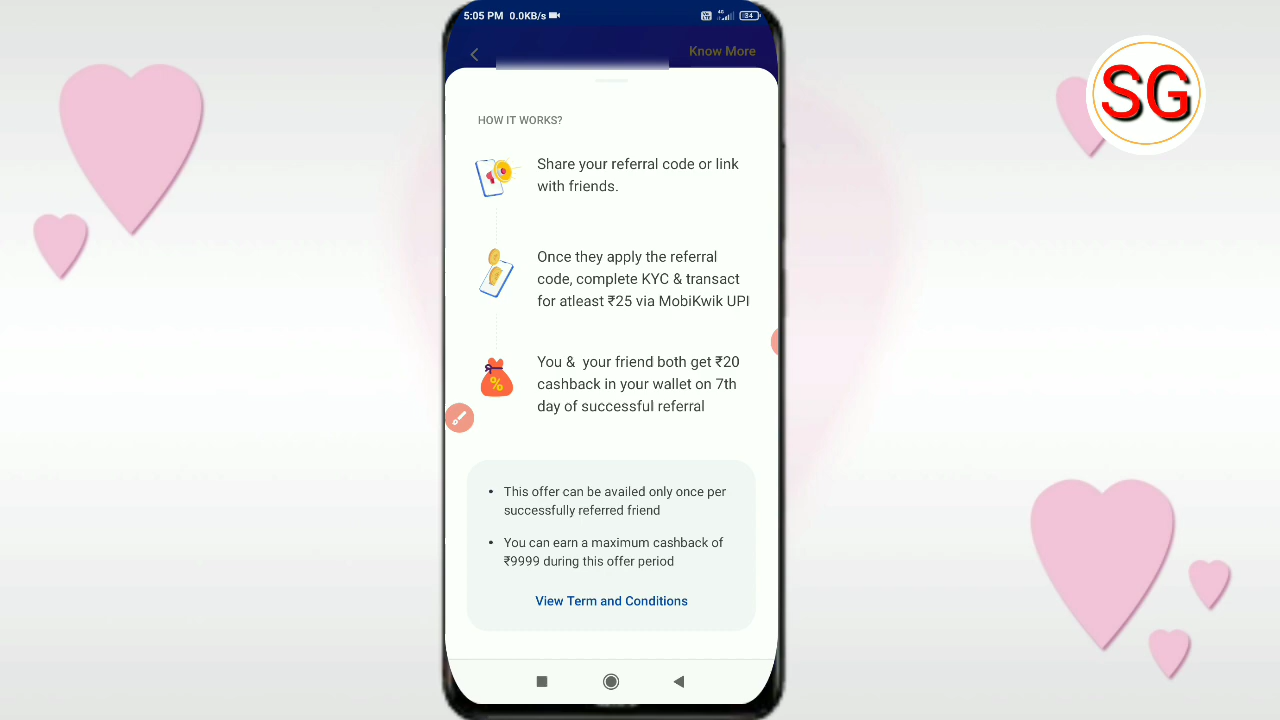 5:05 PM 0.0KB/s 4G 34
Know More
SG
HOW IT WORKS?
Share your referral code or link
with friends.
Once they apply the referral
code, complete KYC & transact
for atleast ₹25 via MobiKwik UPI
You & your friend both get ₹20
cashback in your wallet on 7th
day of successful referral
• This offer can be availed only once per
successfully referred friend
• You can earn a maximum cashback of
₹9999 during this offer period
View Term and Conditions